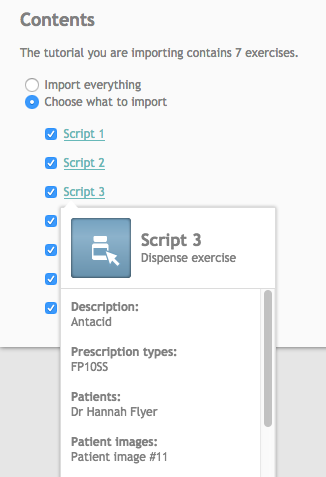 Contents
The tutorial you are importing contains 7 exercises.
Import everything
Choose what to import
Script 1
Script 2
Script 3
Script 3
Dispense exercise
Description:
Antacid
Prescription types:
FP10SS
Patients:
Dr Hannah Flyer
Patient images:
Patient image #11